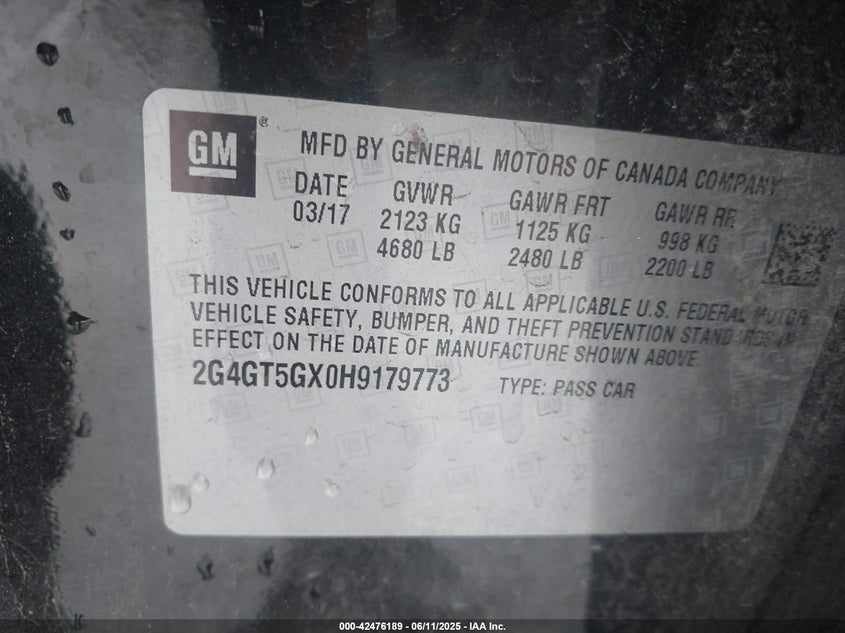 GM ®
MFD BY GENERAL MOTORS OF CANADA COMPANY
DATE GVWR GAWR FRT GAWR RR
03/17 2123 KG 1125 KG 998 KG
4680 LB 2480 LB 2200 LB
THIS VEHICLE CONFORMS TO ALL APPLICABLE U.S. FEDERAL MOTOR
VEHICLE SAFETY, BUMPER, AND THEFT PREVENTION STANDARDS IN
EFFECT ON THE DATE OF MANUFACTURE SHOWN ABOVE.
2G4GT5GX0H9179773 TYPE: PASS CAR
000-42476189 - 06/11/2025 - IAA Inc.